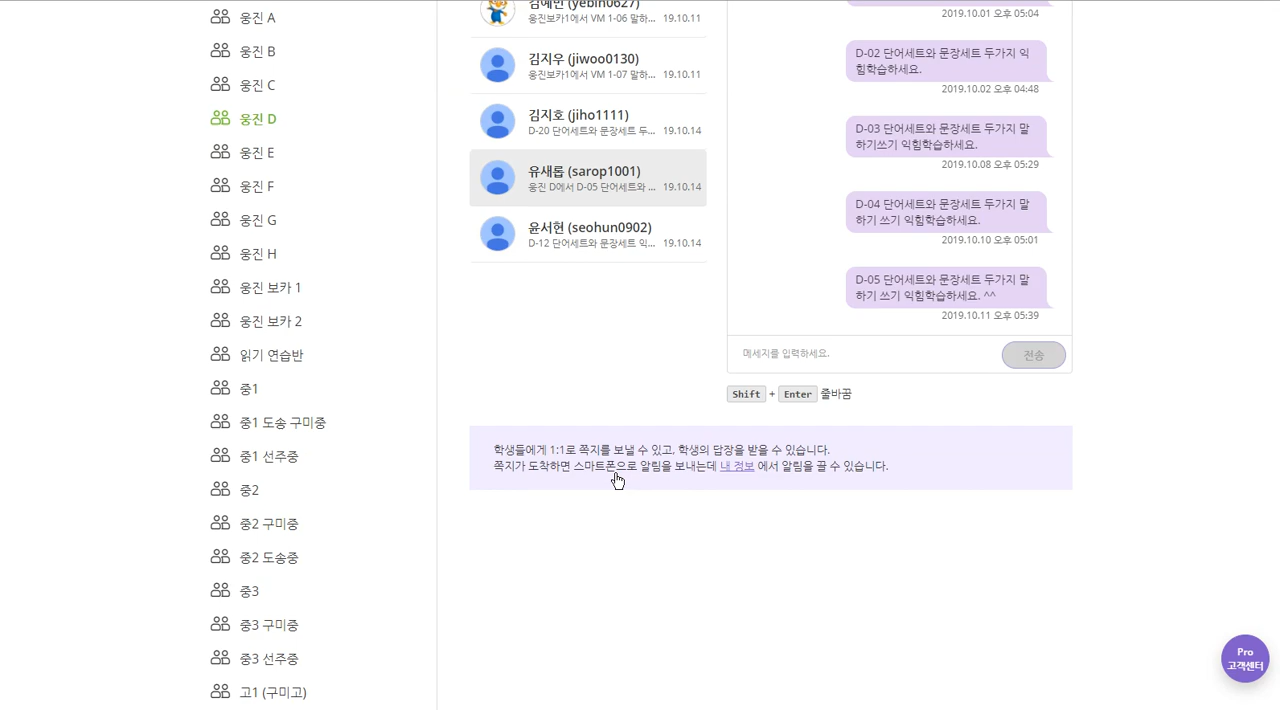 웅진 A
웅진 B
웅진 C
웅진 D
웅진 E
웅진 F
웅진 G
웅진 H
웅진 보카 1
웅진 보카 2
읽기 연습반
중1
중1 도송 구미중
중1 선주중
중2
중2 구미중
중2 도송중
중3
중3 구미중
중3 선주중
고1 (구미고)
김예빈 (yebin0627)
웅진보카1에서 VM 1-06 말하... 19.10.11
김지우 (jiwoo0130)
웅진보카1에서 VM 1-07 말하... 19.10.11
김지호 (jiho1111)
D-20 단어세트와 문장세트 두... 19.10.14
유새롭 (sarop1001)
웅진 D에서 D-05 단어세트와 ... 19.10.14
윤서현 (seohun0902)
D-12 단어세트와 문장세트 익... 19.10.14
2019.10.01 오후 05:04
D-02 단어세트와 문장세트 두가지 익
힘학습하세요.
2019.10.02 오후 04:48
D-03 단어세트와 문장세트 두가지 말
하기쓰기 익힘학습하세요.
2019.10.08 오후 05:29
D-04 단어세트와 문장세트 두가지 말
하기 쓰기 익힘학습하세요.
2019.10.10 오후 05:01
D-05 단어세트와 문장세트 두가지 말
하기 쓰기 익힘학습하세요. ^^
2019.10.11 오후 05:39
메세지를 입력하세요.
전송
Shift + Enter 줄바꿈
학생들에게 1:1로 쪽지를 보낼 수 있고, 학생의 답장을 받을 수 있습니다.
쪽지가 도착하면 스마트폰으로 알림을 보내는데 내 정보 에서 알림을 끌 수 있습니다.
Pro
고객센터